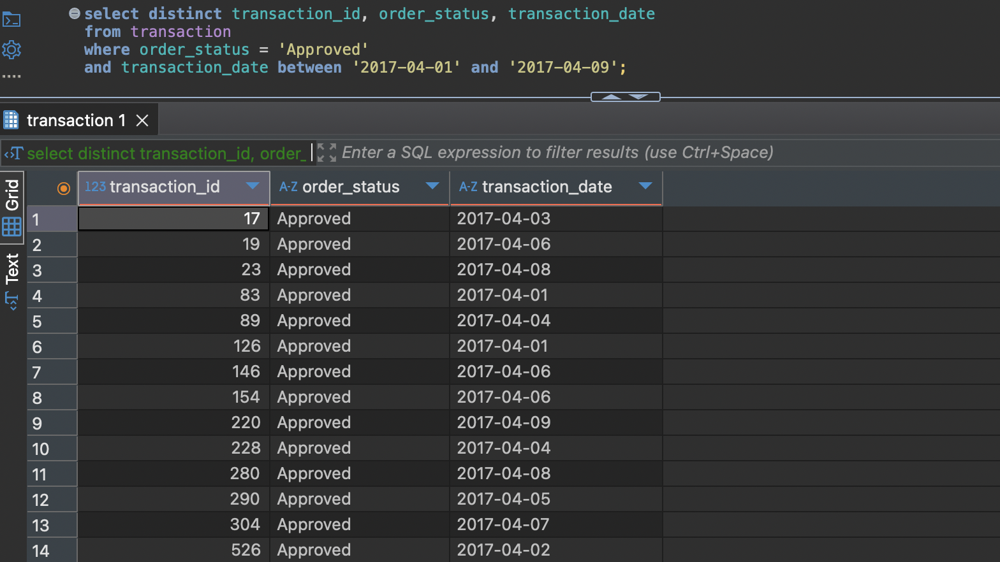 select distinct transaction_id, order_status, transaction_date
from transaction
where order_status = 'Approved'
and transaction_date between '2017-04-01' and '2017-04-09';
transaction 1
select distinct transaction_id, order_ Enter a SQL expression to filter results (use Ctrl+Space)
Grid
Text
123 transaction_id A-Z order_status A-Z transaction_date
1 17 Approved 2017-04-03
2 19 Approved 2017-04-06
3 23 Approved 2017-04-08
4 83 Approved 2017-04-01
5 89 Approved 2017-04-04
6 126 Approved 2017-04-01
7 146 Approved 2017-04-06
8 154 Approved 2017-04-06
9 220 Approved 2017-04-09
10 228 Approved 2017-04-04
11 280 Approved 2017-04-08
12 290 Approved 2017-04-05
13 304 Approved 2017-04-07
14 526 Approved 2017-04-02